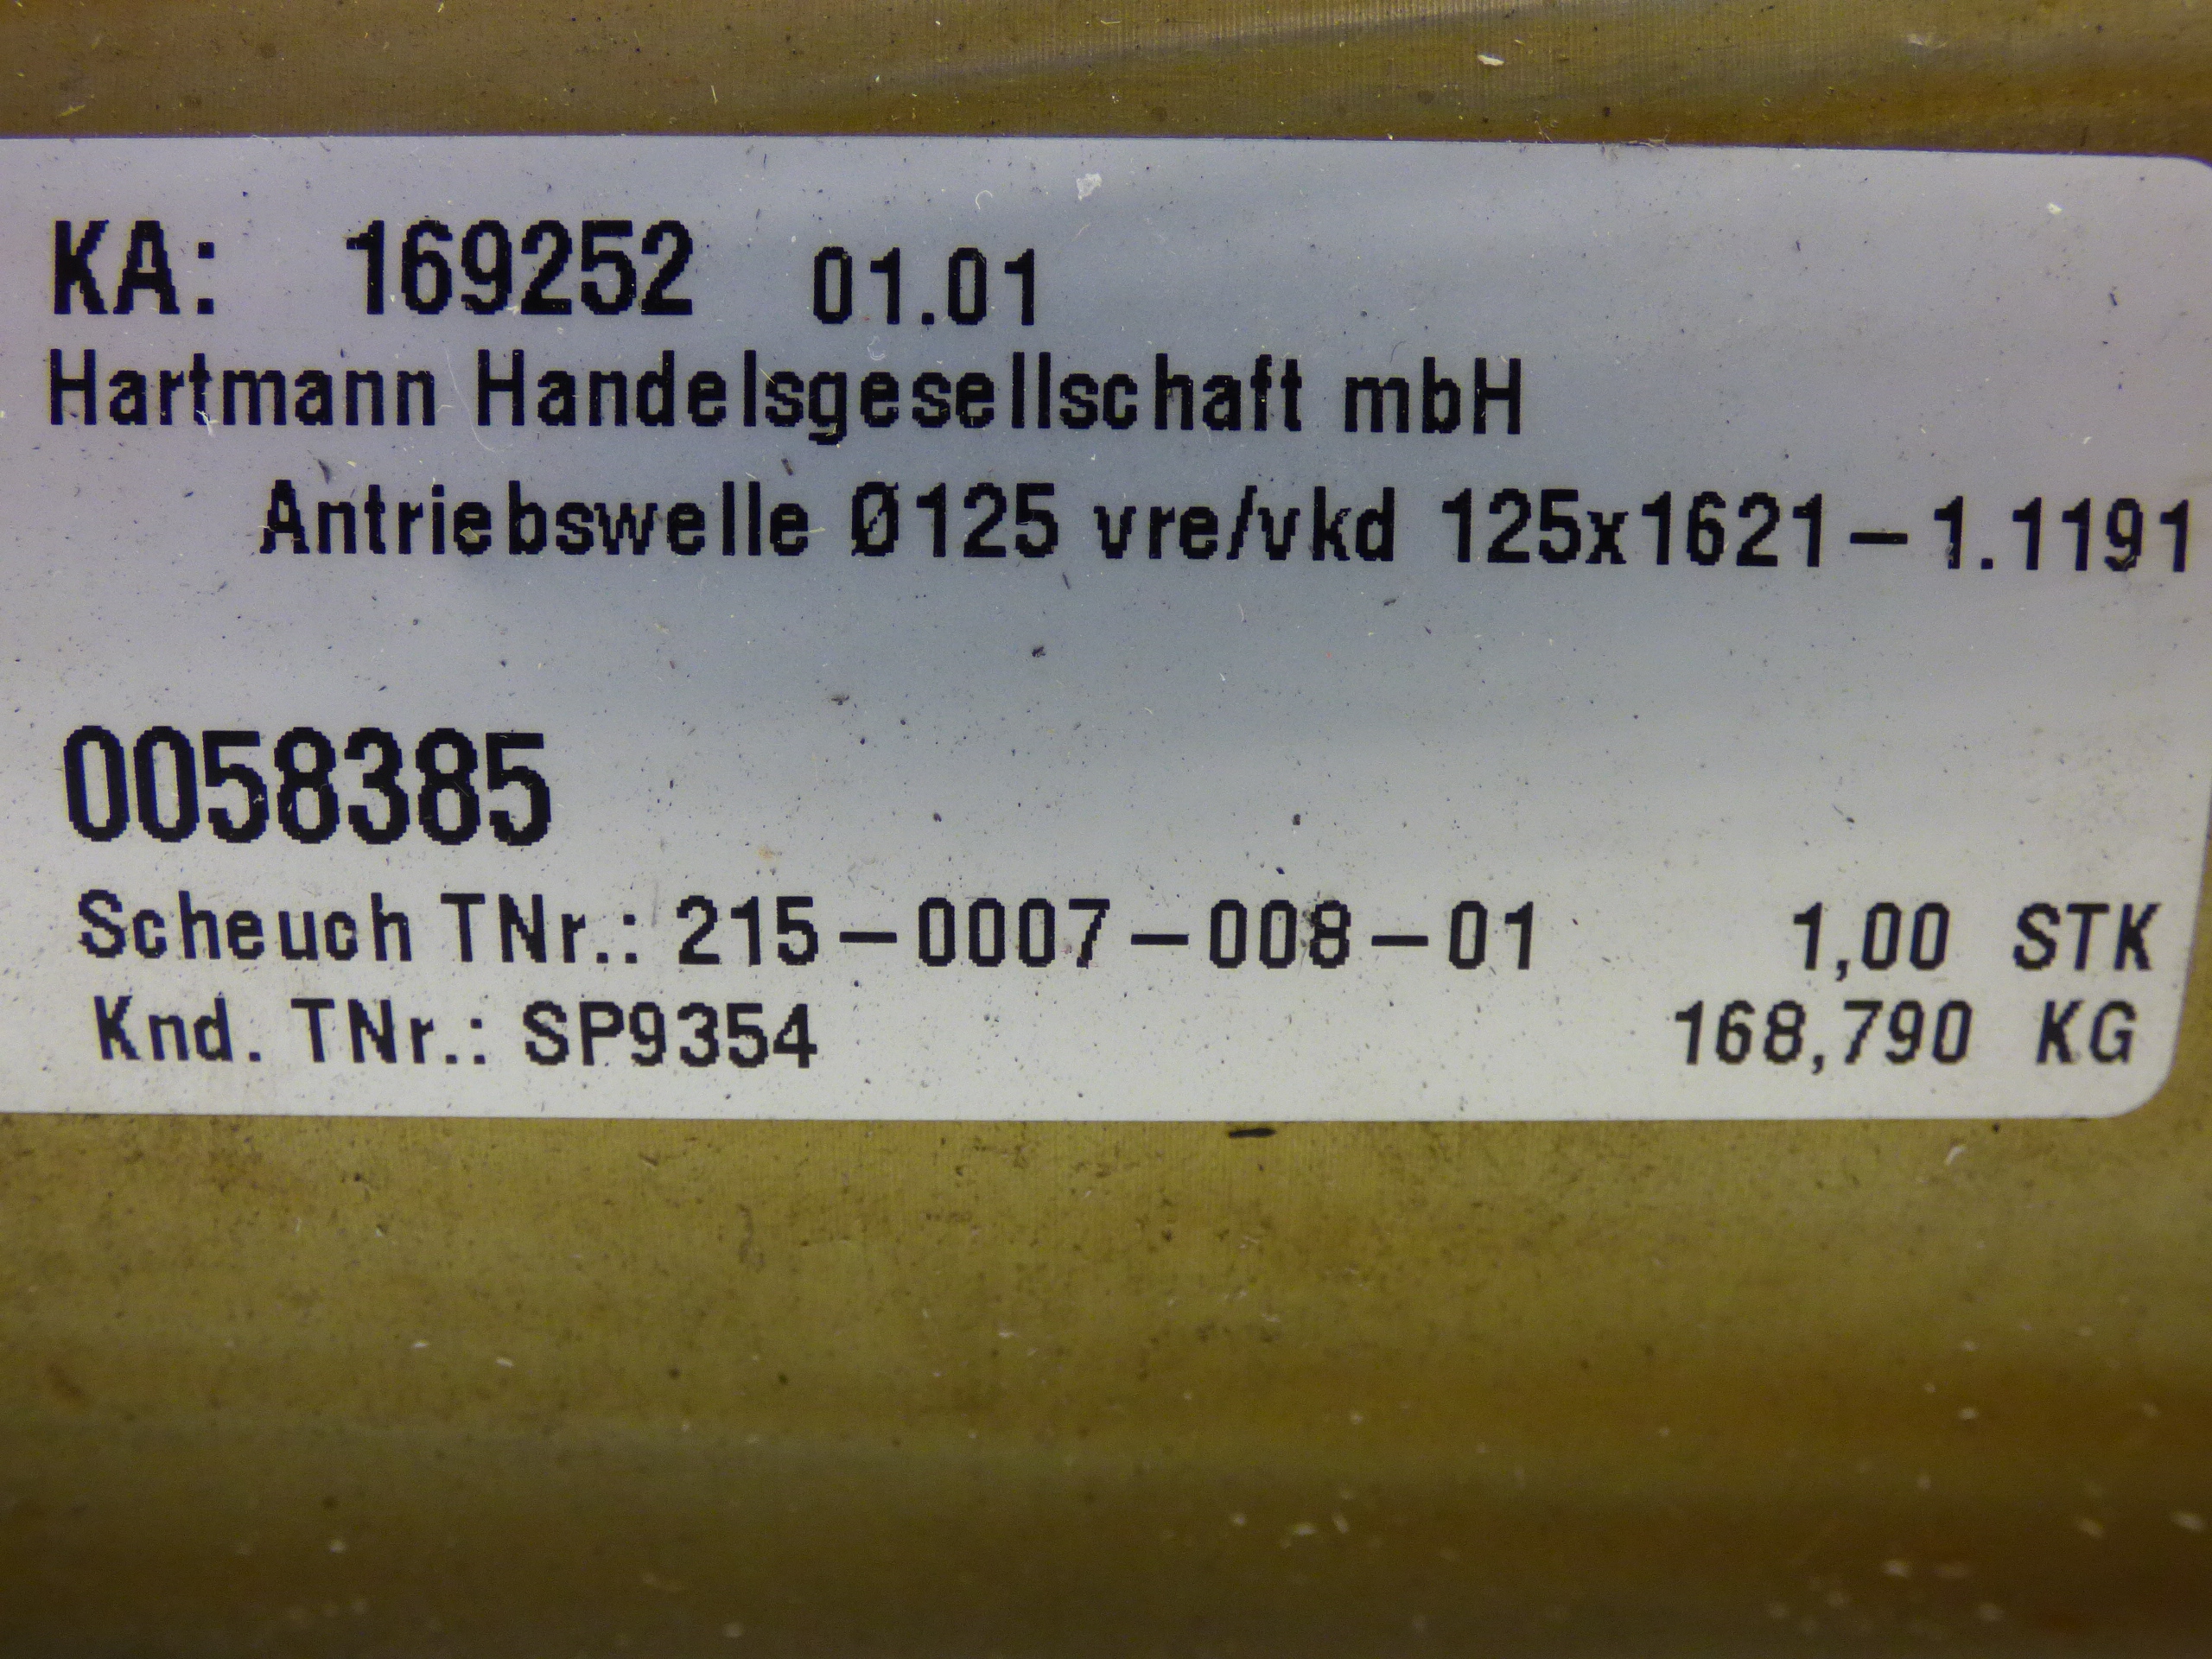 KA: 169252 01.01
Hartmann Handelsgesellschaft mbH
Antriebswelle Ø125 vre/vkd 125x1621-1.1191
0058385
Scheuch TNr.: 215-0007-008-01 1,00 STK
Knd. TNr.: SP9354 168,790 KG